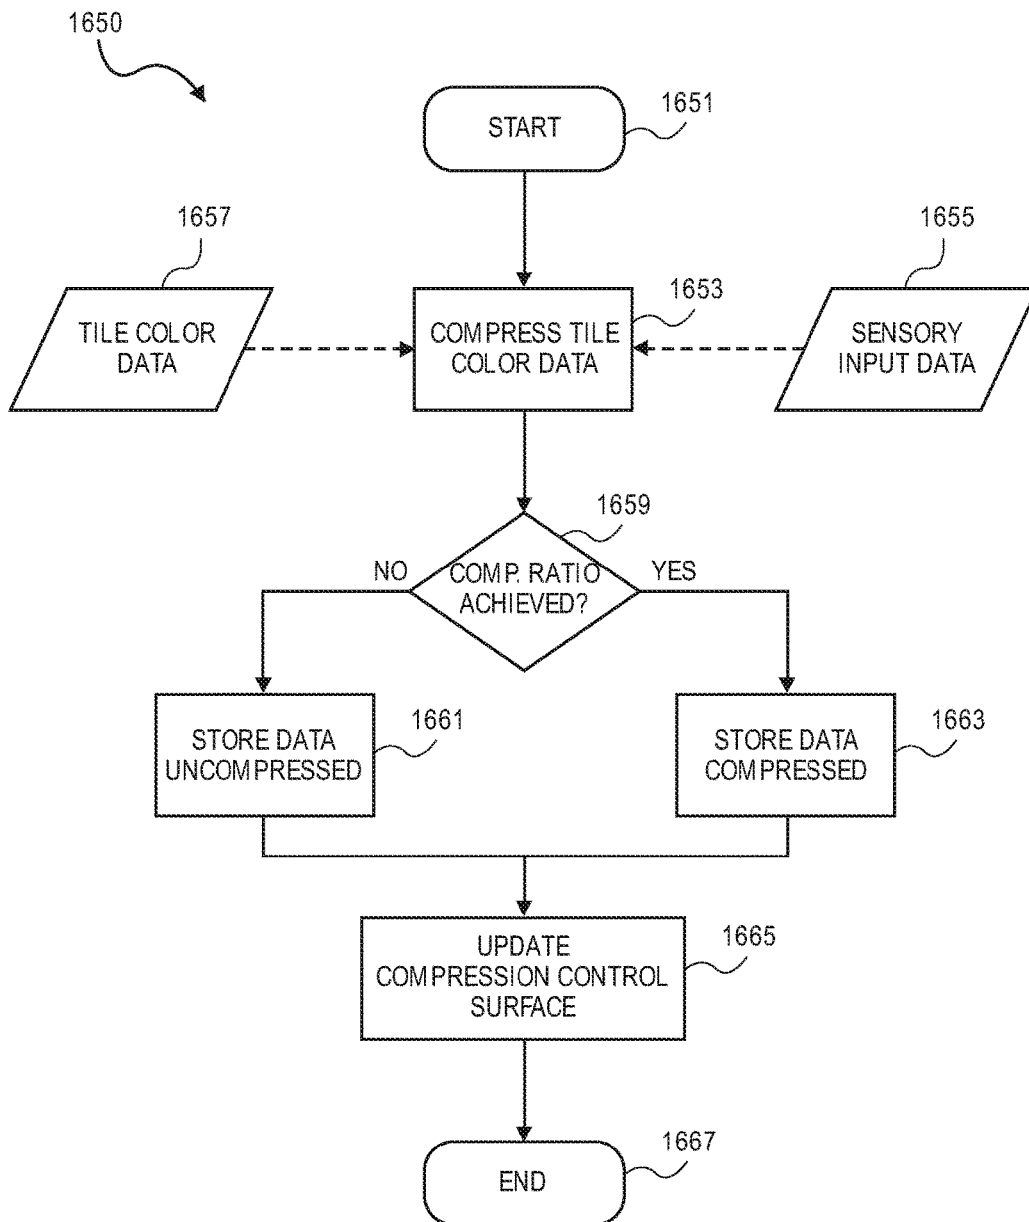 1650
START
1651
1657
1655
TILE COLOR
DATA
COMPRESS TILE
COLOR DATA
1653
SENSORY
INPUT DATA
1659
NO
COMP. RATIO
ACHIEVED?
YES
STORE DATA
UNCOMPRESSED
1661
STORE DATA
COMPRESSED
1663
UPDATE
COMPRESSION CONTROL
SURFACE
1665
END
1667